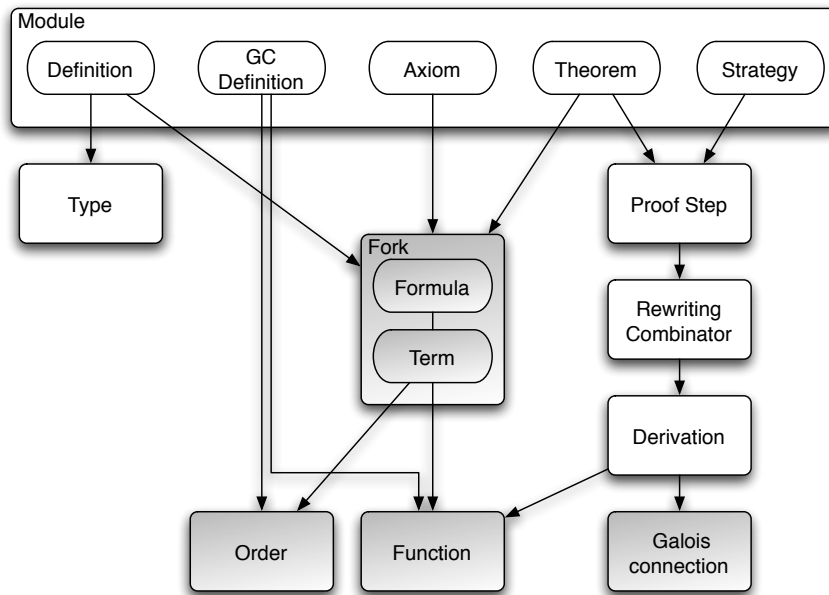 Module
Definition
GC
Definition
Axiom
Theorem
Strategy
Type
Proof Step
Fork
Formula
Term
Rewriting
Combinator
Derivation
Order
Function
Galois
connection